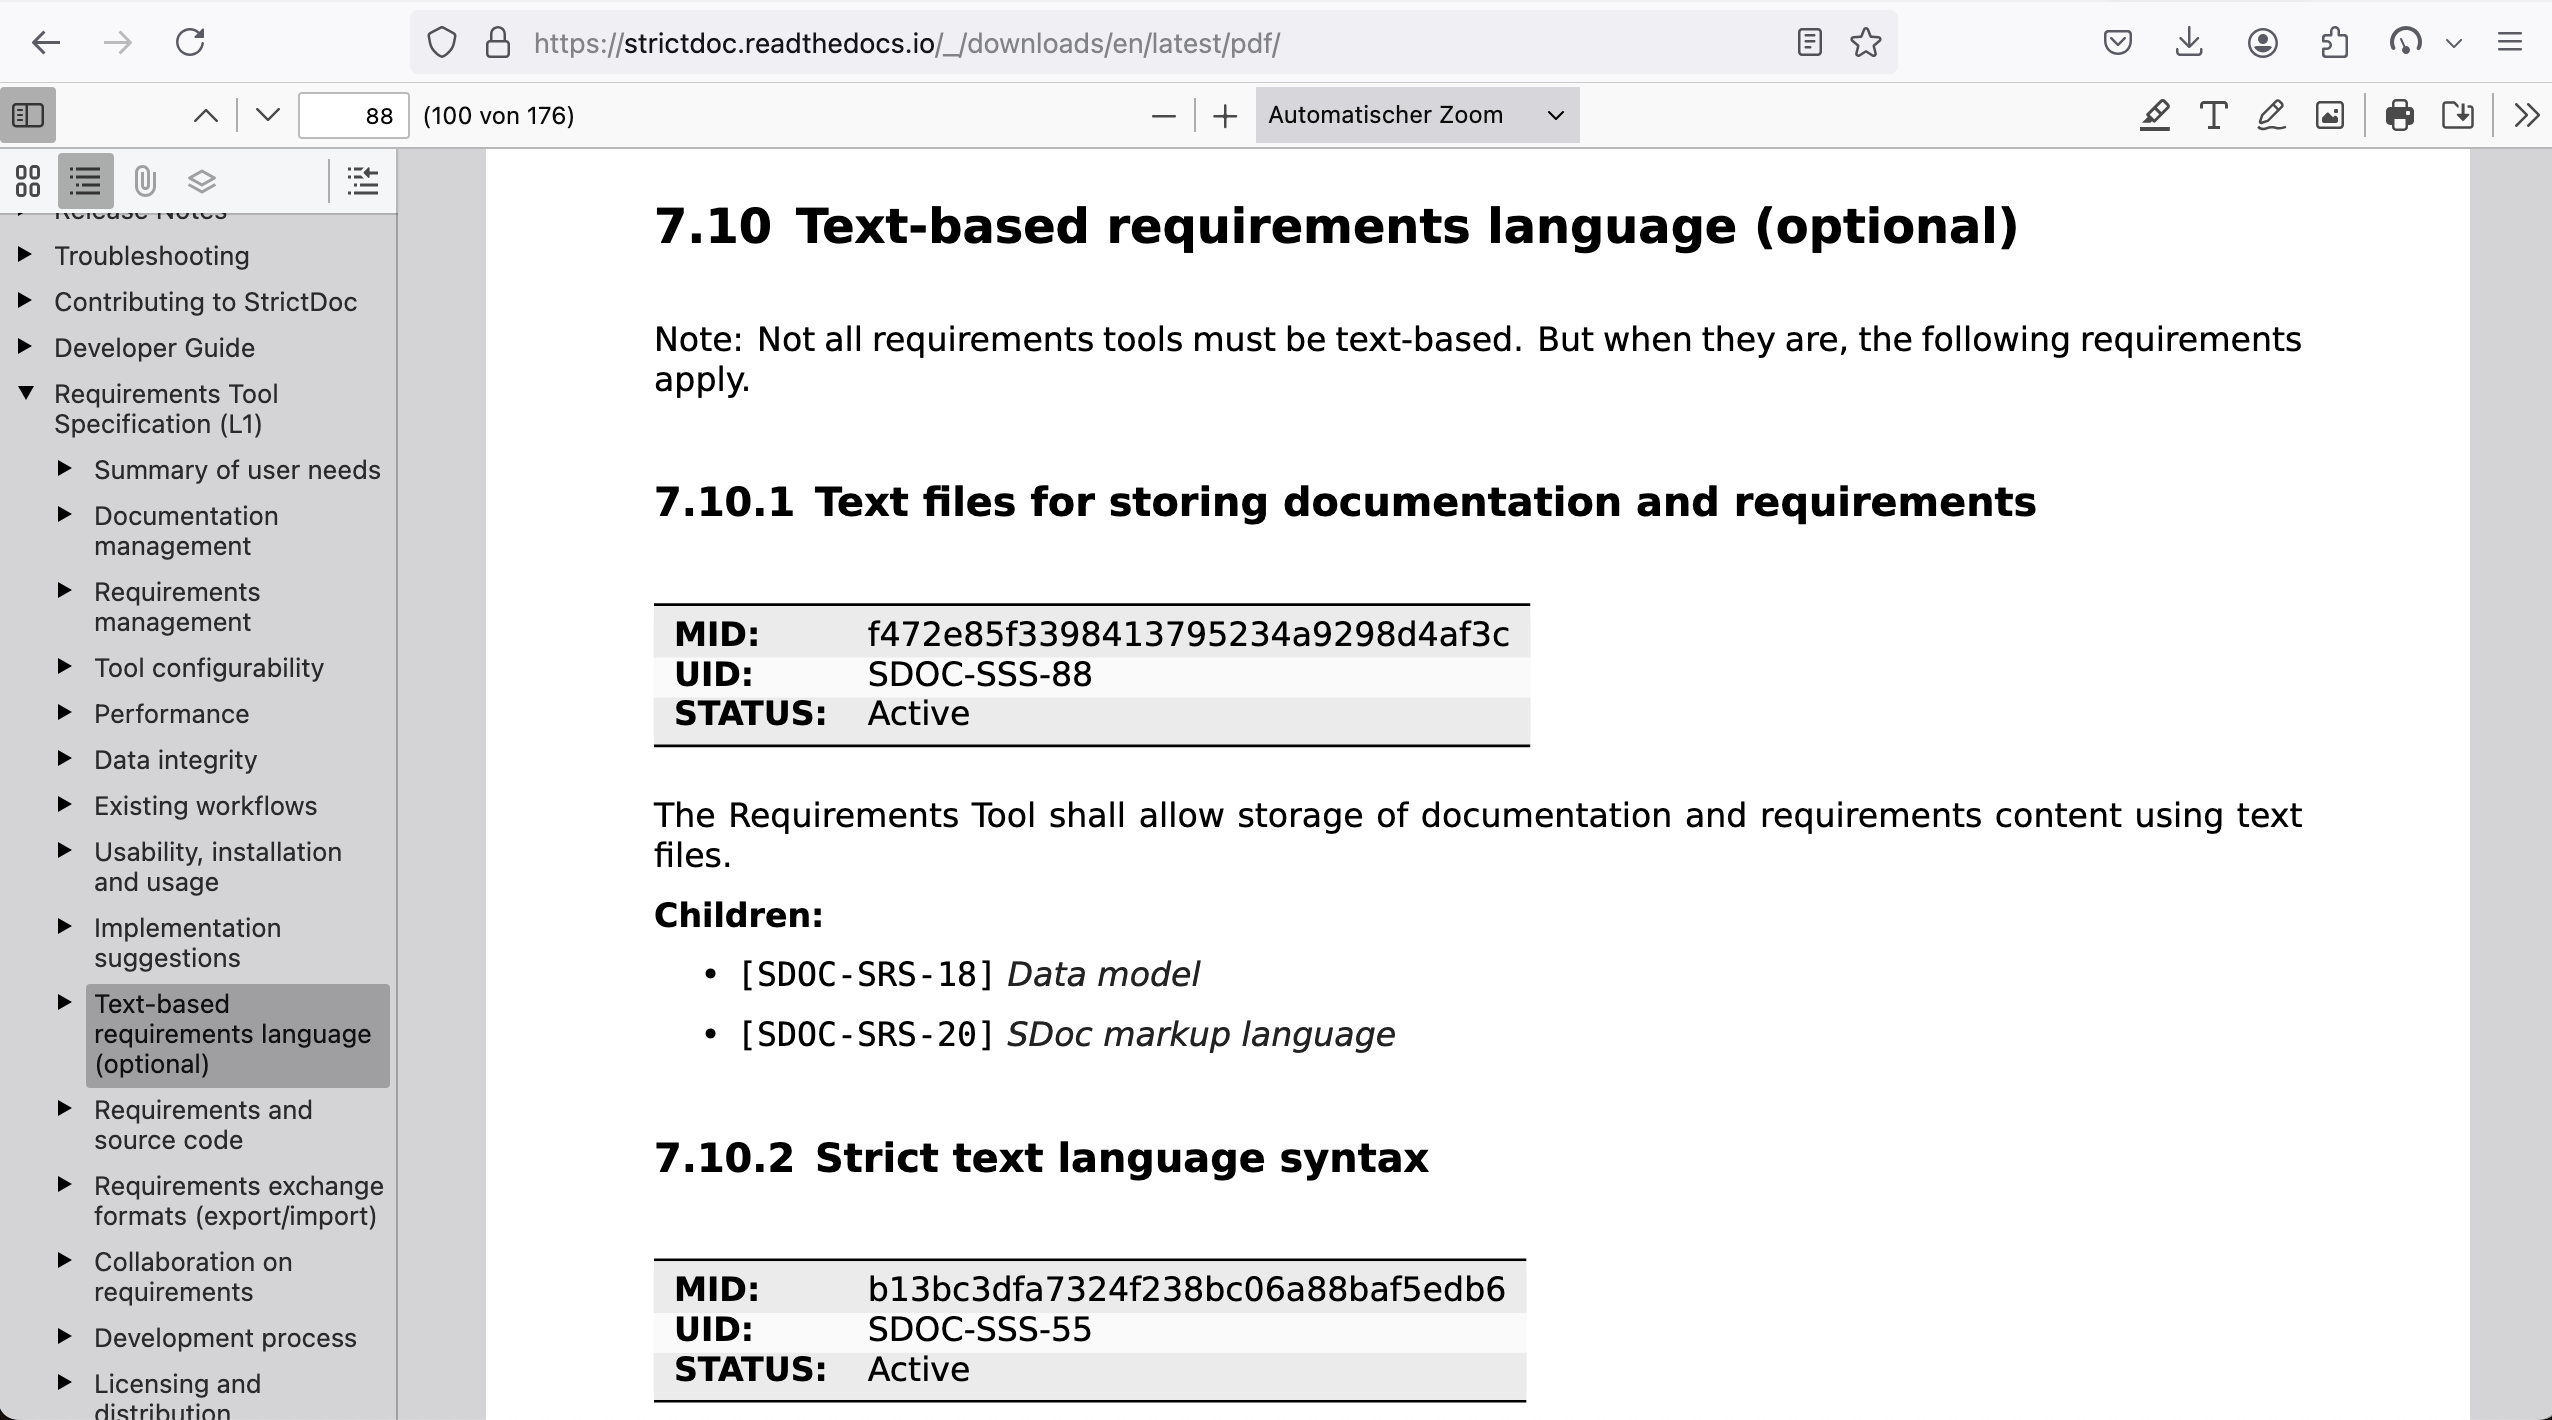 https://strictdoc.readthedocs.io/_/downloads/en/latest/pdf/
88 (100 von 176)
Automatischer Zoom
Release Notes
Troubleshooting
Contributing to StrictDoc
Developer Guide
Requirements Tool
Specification (L1)
Summary of user needs
Documentation
management
Requirements
management
Tool configurability
Performance
Data integrity
Existing workflows
Usability, installation
and usage
Implementation
suggestions
Text-based
requirements language
(optional)
Requirements and
source code
Requirements exchange
formats (export/import)
Collaboration on
requirements
Development process
Licensing and
distribution
7.10 Text-based requirements language (optional)
Note: Not all requirements tools must be text-based. But when they are, the following requirements
apply.
7.10.1 Text files for storing documentation and requirements
MID: f472e85f3398413795234a9298d4af3c
UID: SDOC-SSS-88
STATUS: Active
The Requirements Tool shall allow storage of documentation and requirements content using text
files.
Children:
• [SDOC-SRS-18] Data model
• [SDOC-SRS-20] SDoc markup language
7.10.2 Strict text language syntax
MID: b13bc3dfa7324f238bc06a88baf5edb6
UID: SDOC-SSS-55
STATUS: Active